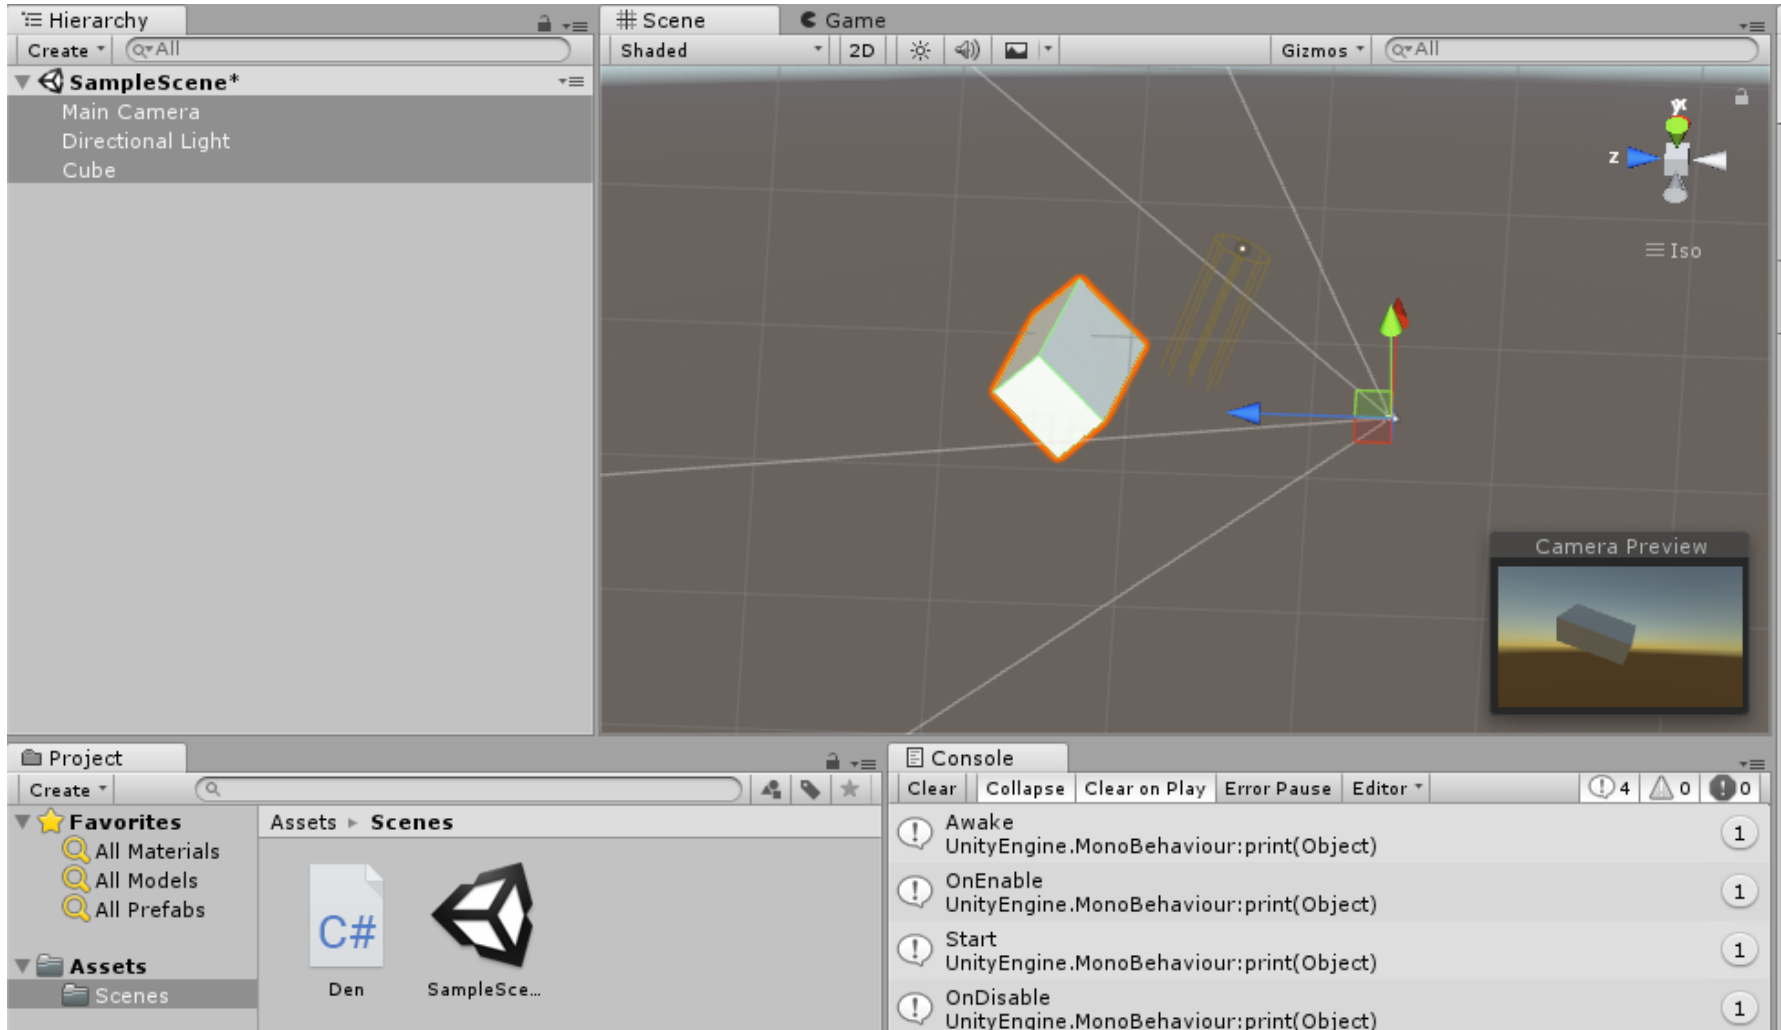 Hierarchy
Create
All
SampleScene*
Main Camera
Directional Light
Cube
Scene
Game
Shaded
2D
Gizmos
All
y
z
Iso
Camera Preview
Project
Create
Favorites
All Materials
All Models
All Prefabs
Assets
Scenes
Assets
Scenes
C#
Den
SampleSce...
Console
Clear
Collapse
Clear on Play
Error Pause
Editor
4
0
0
Awake
UnityEngine.MonoBehaviour:print(Object)
1
OnEnable
UnityEngine.MonoBehaviour:print(Object)
1
Start
UnityEngine.MonoBehaviour:print(Object)
1
OnDisable
UnityEngine.MonoBehaviour:print(Object)
1